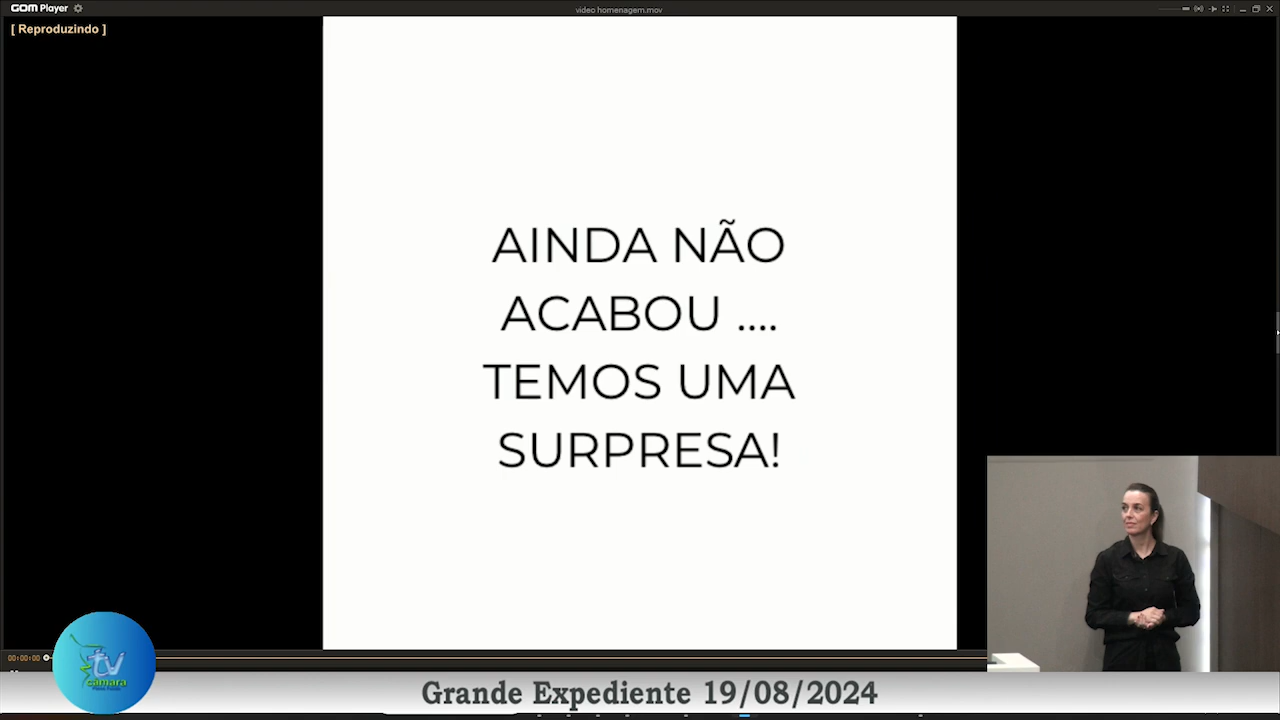 GOM Player
video homenagem.mov
[ Reproduzindo ]
AINDA NÃO
ACABOU ....
TEMOS UMA
SURPRESA!
00:00:00
tv
câmara
Grande Expediente 19/08/2024